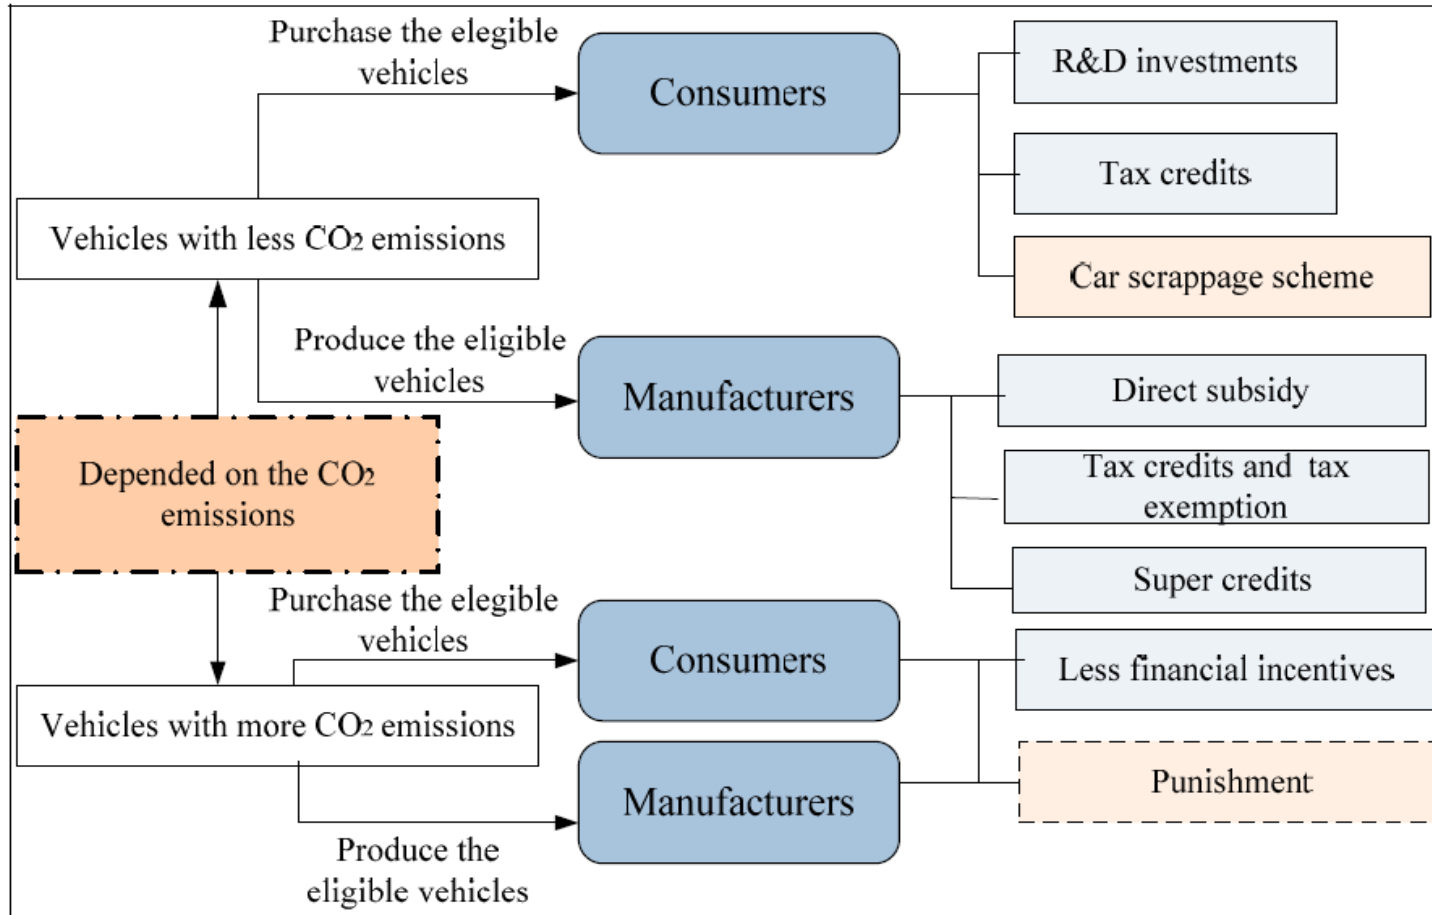 Purchase the elegible
vehicles
Consumers
R&D investments
Tax credits
Vehicles with less CO2 emissions
Car scrappage scheme
Produce the eligible
vehicles
Manufacturers
Direct subsidy
Depended on the CO2
emissions
Tax credits and tax
exemption
Super credits
Purchase the elegible
vehicles
Consumers
Less financial incentives
Vehicles with more CO2 emissions
Manufacturers
Punishment
Produce the
eligible vehicles